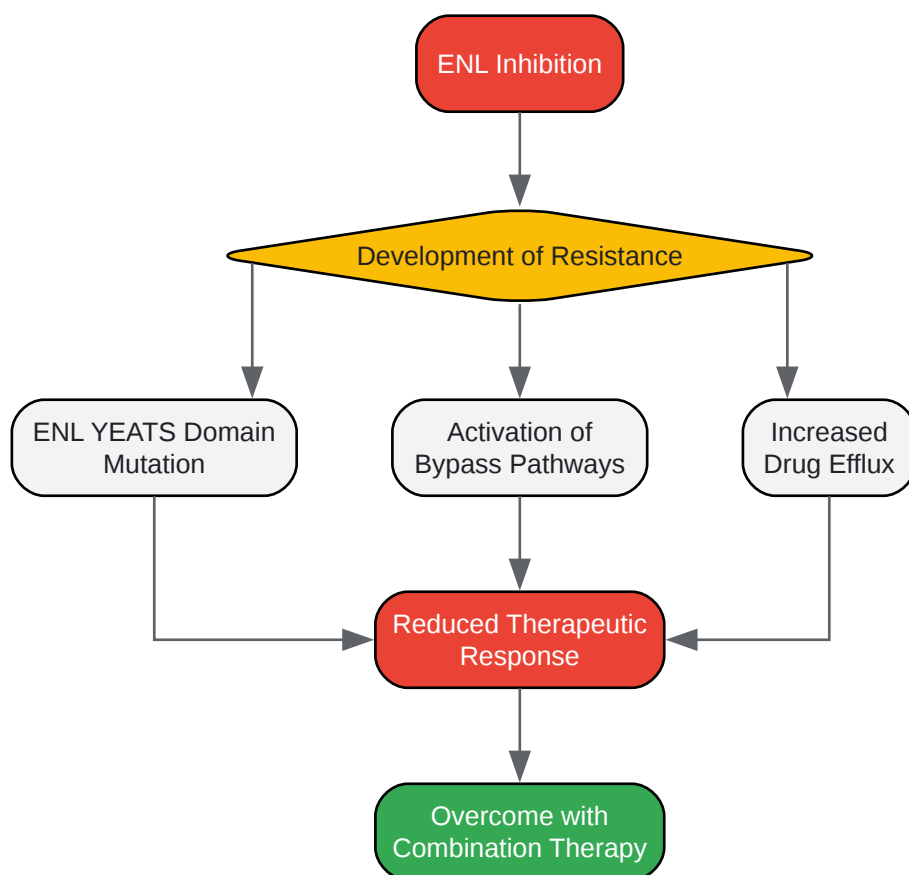 ENL Inhibition
Development of Resistance
ENL YEATS Domain
Mutation
Activation of
Bypass Pathways
Increased
Drug Efflux
Reduced Therapeutic
Response
Overcome with
Combination Therapy